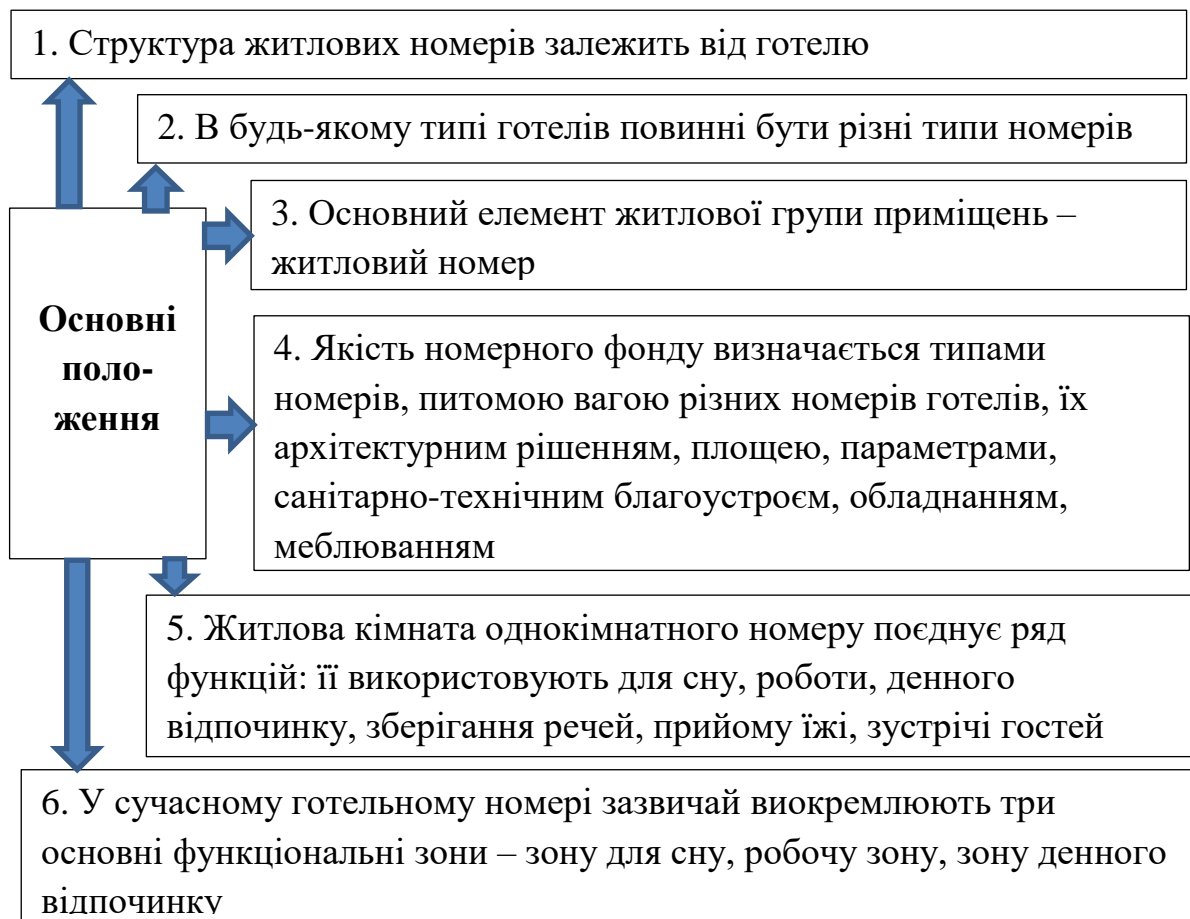 1. Структура житлових номерів залежить від готелю
2. В будь-якому типі готелів повинні бути різні типи номерів
3. Основний елемент житлової групи приміщень –
житловий номер
Основні
поло-
ження
4. Якість номерного фонду визначається типами
номерів, питомою вагою різних номерів готелів, їх
архітектурним рішенням, площею, параметрами,
санітарно-технічним благоустроєм, обладнанням,
меблюванням
5. Житлова кімната однокімнатного номеру поєднує ряд
функцій: її використовують для сну, роботи, денного
відпочинку, зберігання речей, прийому їжі, зустрічі гостей
6. У сучасному готельному номері зазвичай виокремлюють три
основні функціональні зони – зону для сну, робочу зону, зону денного
відпочинку